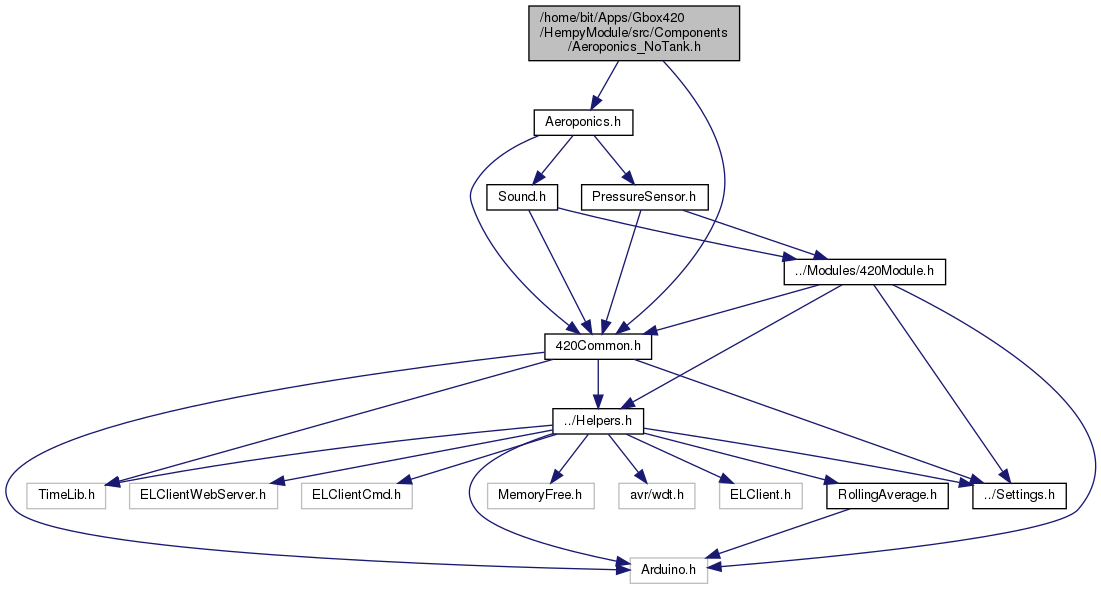 /home/bit/Apps/Gbox420
/HempyModule/src/Components
/Aeroponics_NoTank.h
Aeroponics.h
Sound.h
PressureSensor.h
../Modules/420Module.h
420Common.h
../Helpers.h
TimeLib.h
ELClientWebServer.h
ELClientCmd.h
MemoryFree.h
avr/wdt.h
ELClient.h
RollingAverage.h
../Settings.h
Arduino.h